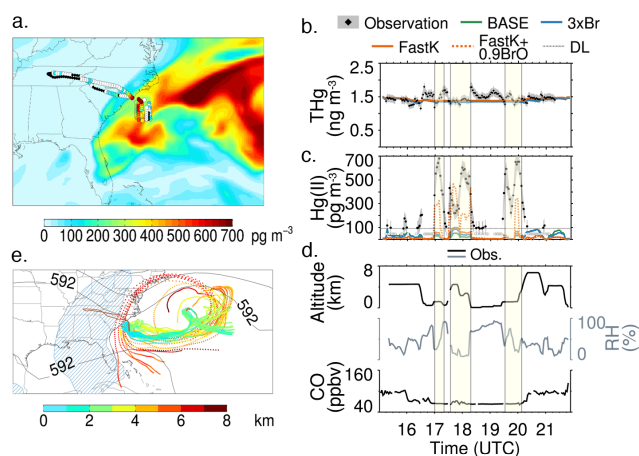 a.
0 100 200 300 400 500 600 700 pg m⁻³
e.
592
592
592
0 2 4 6 8 km
b.
Observation BASE 3xBr
FastK FastK+ 0.9BrO DL
THg (ng m⁻³)
2.5
1.5
0.5
c.
Hg(II) (pg m⁻³)
700
500
300
100
d.
Obs.
Altitude (km)
8
0
100
0
RH (%)
CO (ppbv)
160
40
16 17 18 19 20 21
Time (UTC)